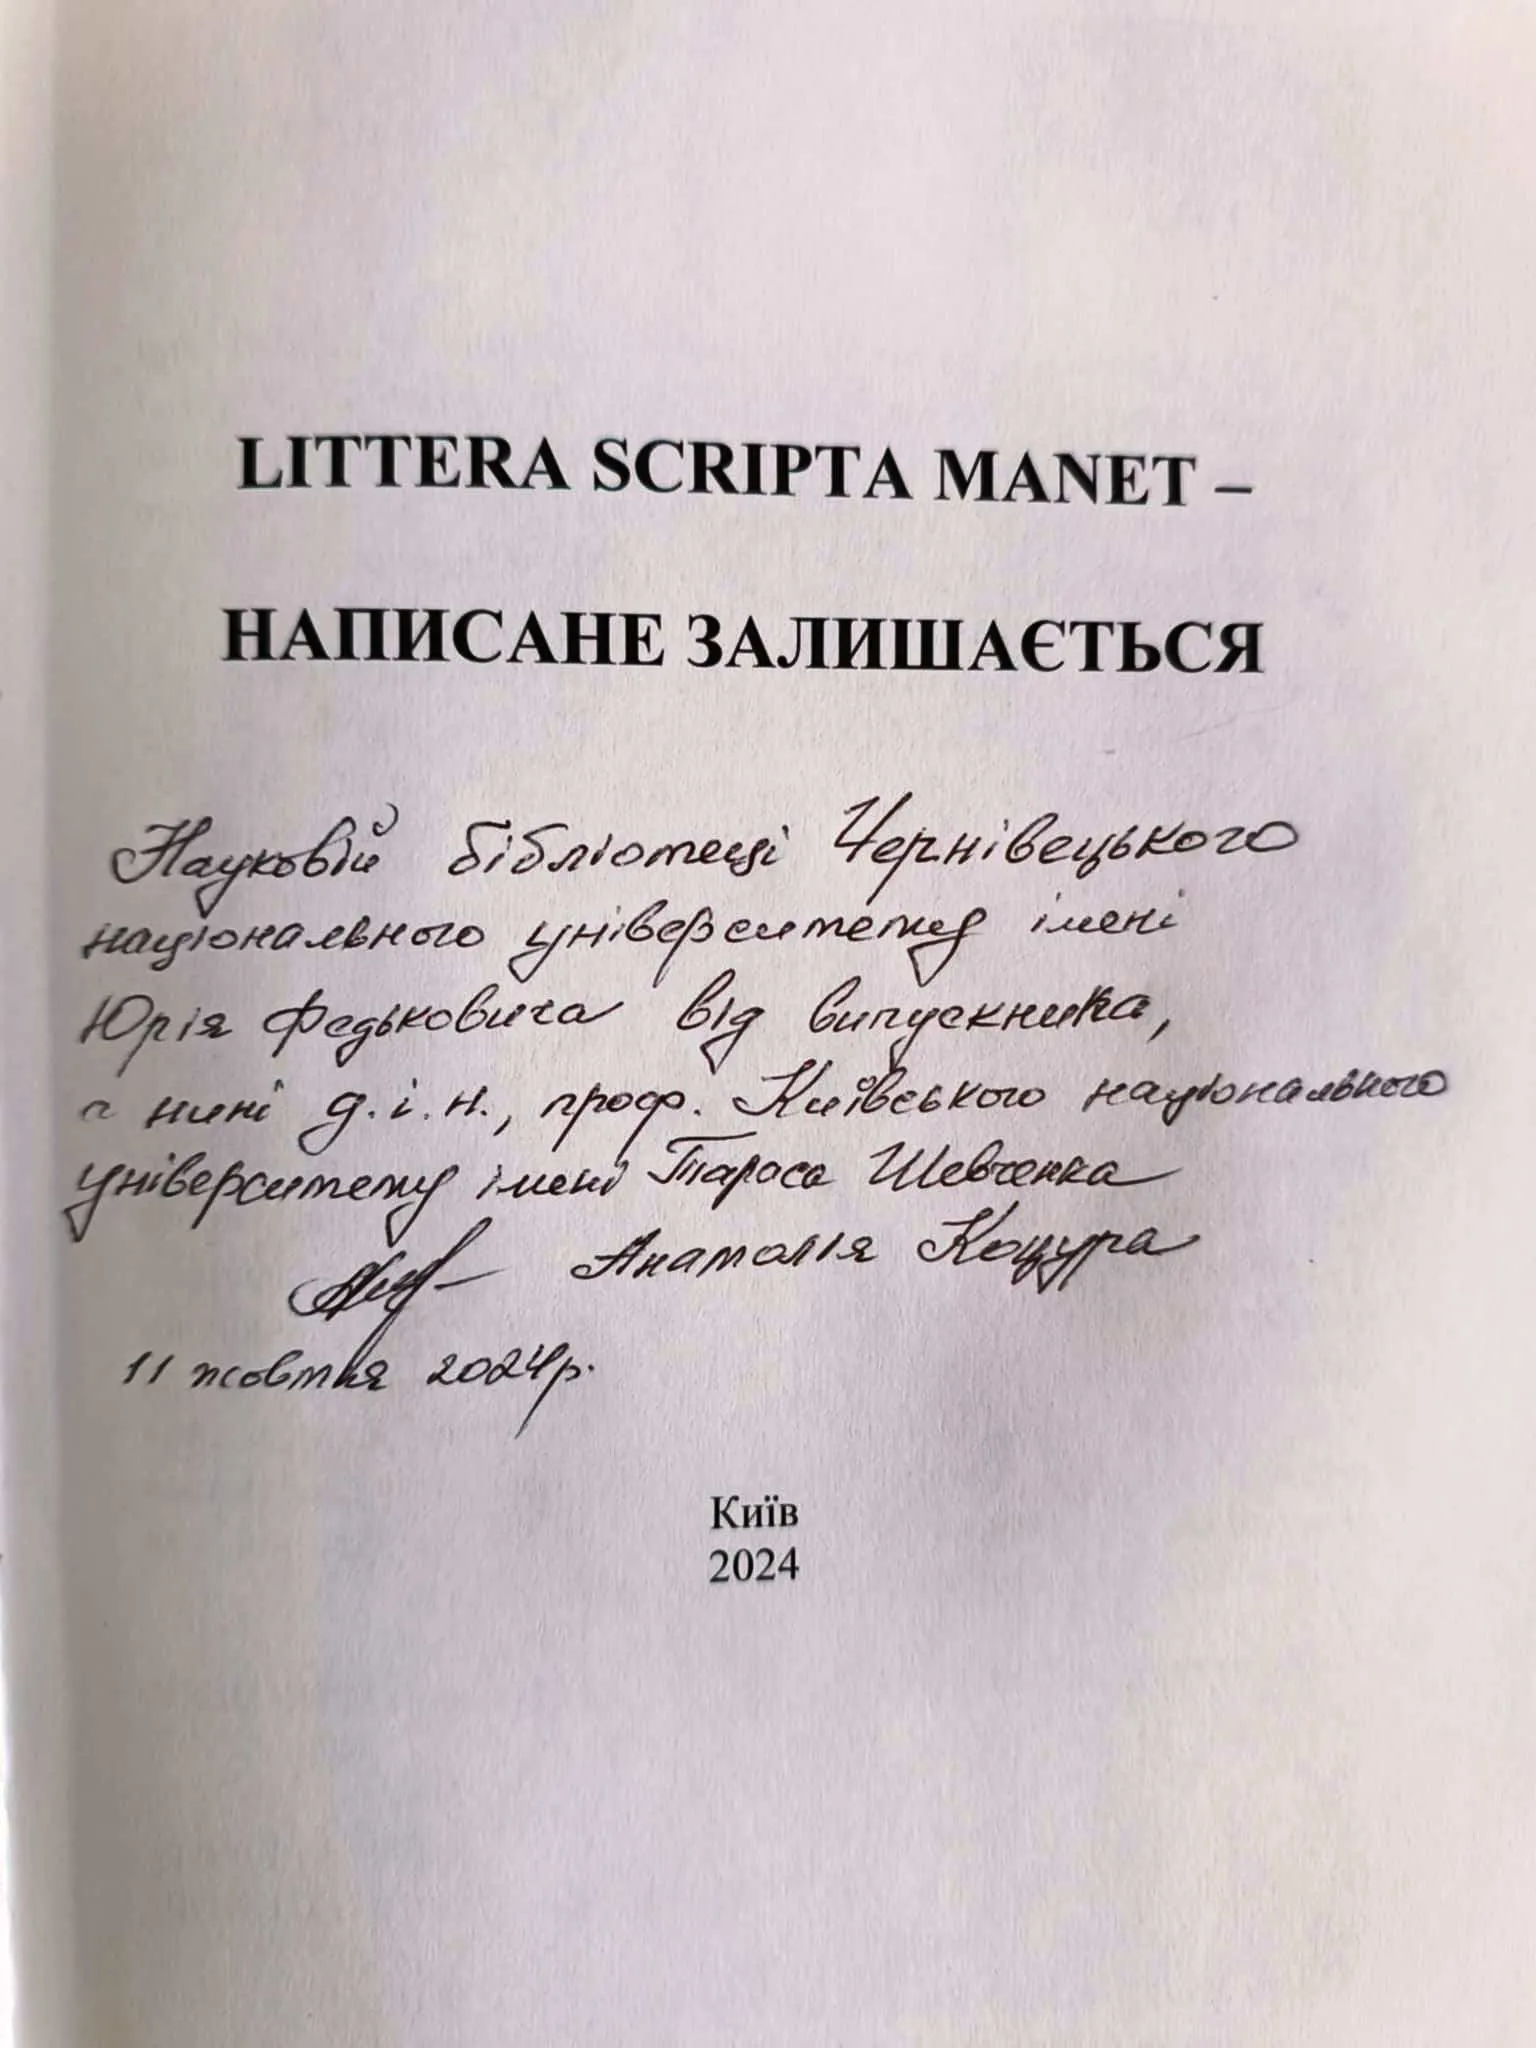 LITTERA SCRIPTA MANET –
НАПИСАНЕ ЗАЛИШАЄТЬСЯ
Науковій бібліотеці Чернівецького
національного університету імені
Юрія Федьковича від випускника,
а нині д.і.н., проф. Київського національного
університету імені Тараса Шевченка
Анатолія Коцура
11 жовтня 2024р.
Київ
2024